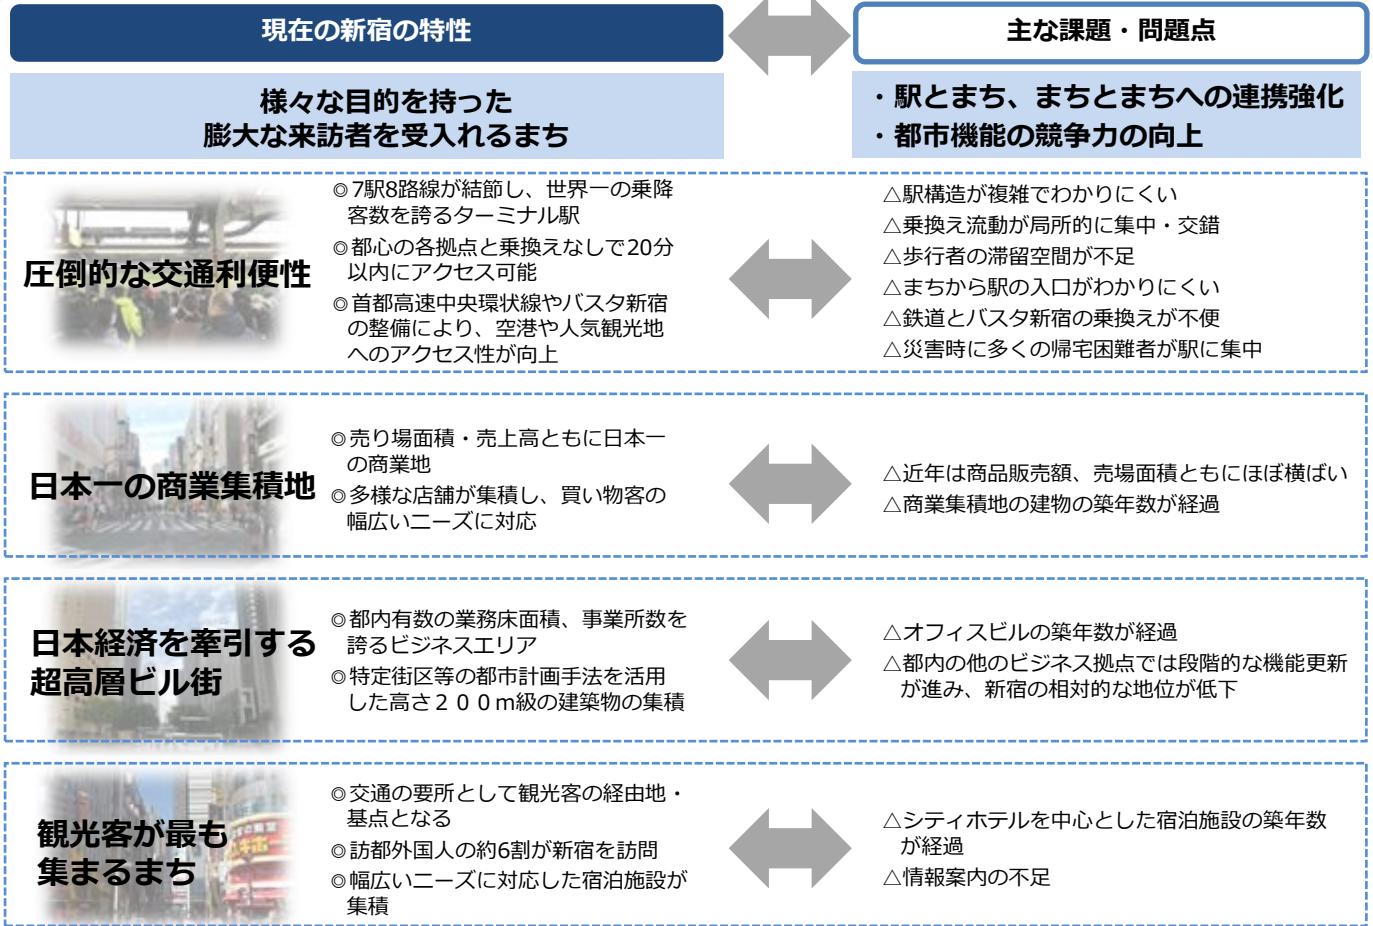 現在の新宿の特性
主な課題・問題点
様々な目的を持った
膨大な来訪者を受入れるまち
・駅とまち、まちとまちへの連携強化
・都市機能の競争力の向上
圧倒的な交通利便性
◎7駅8路線が結節し、世界一の乗降
客数を誇るターミナル駅
◎都心の各拠点と乗換えなしで20分
以内にアクセス可能
◎首都高速中央環状線やバスタ新宿
の整備により、空港や人気観光地
へのアクセス性が向上
△駅構造が複雑でわかりにくい
△乗換え流動が局所的に集中・交錯
△歩行者の滞留空間が不足
△まちから駅の入口がわかりにくい
△鉄道とバスタ新宿の乗換えが不便
△災害時に多くの帰宅困難者が駅に集中
日本一の商業集積地
◎売り場面積・売上高ともに日本一
の商業地
◎多様な店舗が集積し、買い物客の
幅広いニーズに対応
△近年は商品販売額、売場面積ともにほぼ横ばい
△商業集積地の建物の築年数が経過
日本経済を牽引する
超高層ビル街
◎都内有数の業務床面積、事業所数を
誇るビジネスエリア
◎特定街区等の都市計画手法を活用
した高さ２００ｍ級の建築物の集積
△オフィスビルの築年数が経過
△都内の他のビジネス拠点では段階的な機能更新
が進み、新宿の相対的な地位が低下
観光客が最も
集まるまち
◎交通の要所として観光客の経由地・
基点となる
◎訪都外国人の約6割が新宿を訪問
◎幅広いニーズに対応した宿泊施設が
集積
△シティホテルを中心とした宿泊施設の築年数
が経過
△情報案内の不足